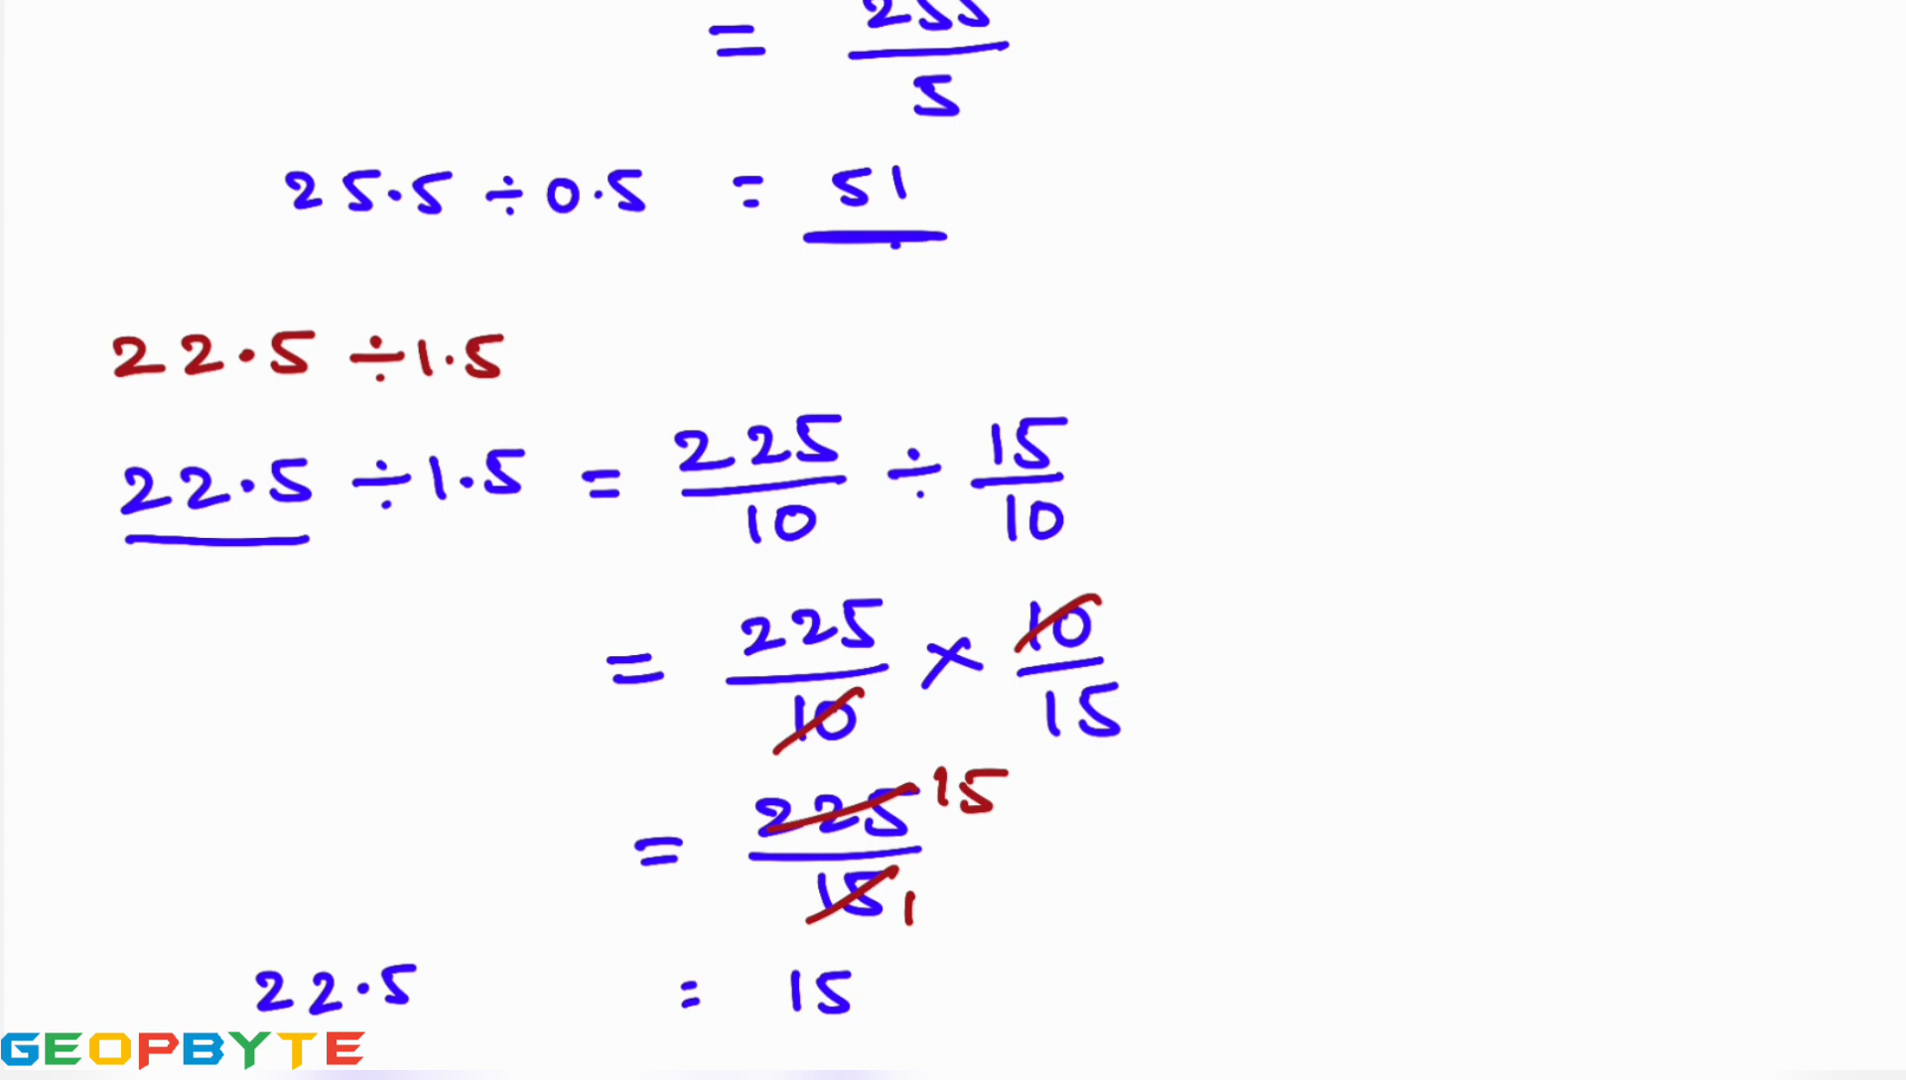 = 255/5
25.5 ÷ 0.5 = 51
22.5 ÷ 1.5
22.5 ÷ 1.5 = 225/10 ÷ 15/10
= 225/10 × 10/15
= 225/15 15 1
22.5 = 15
GEOPBYTE